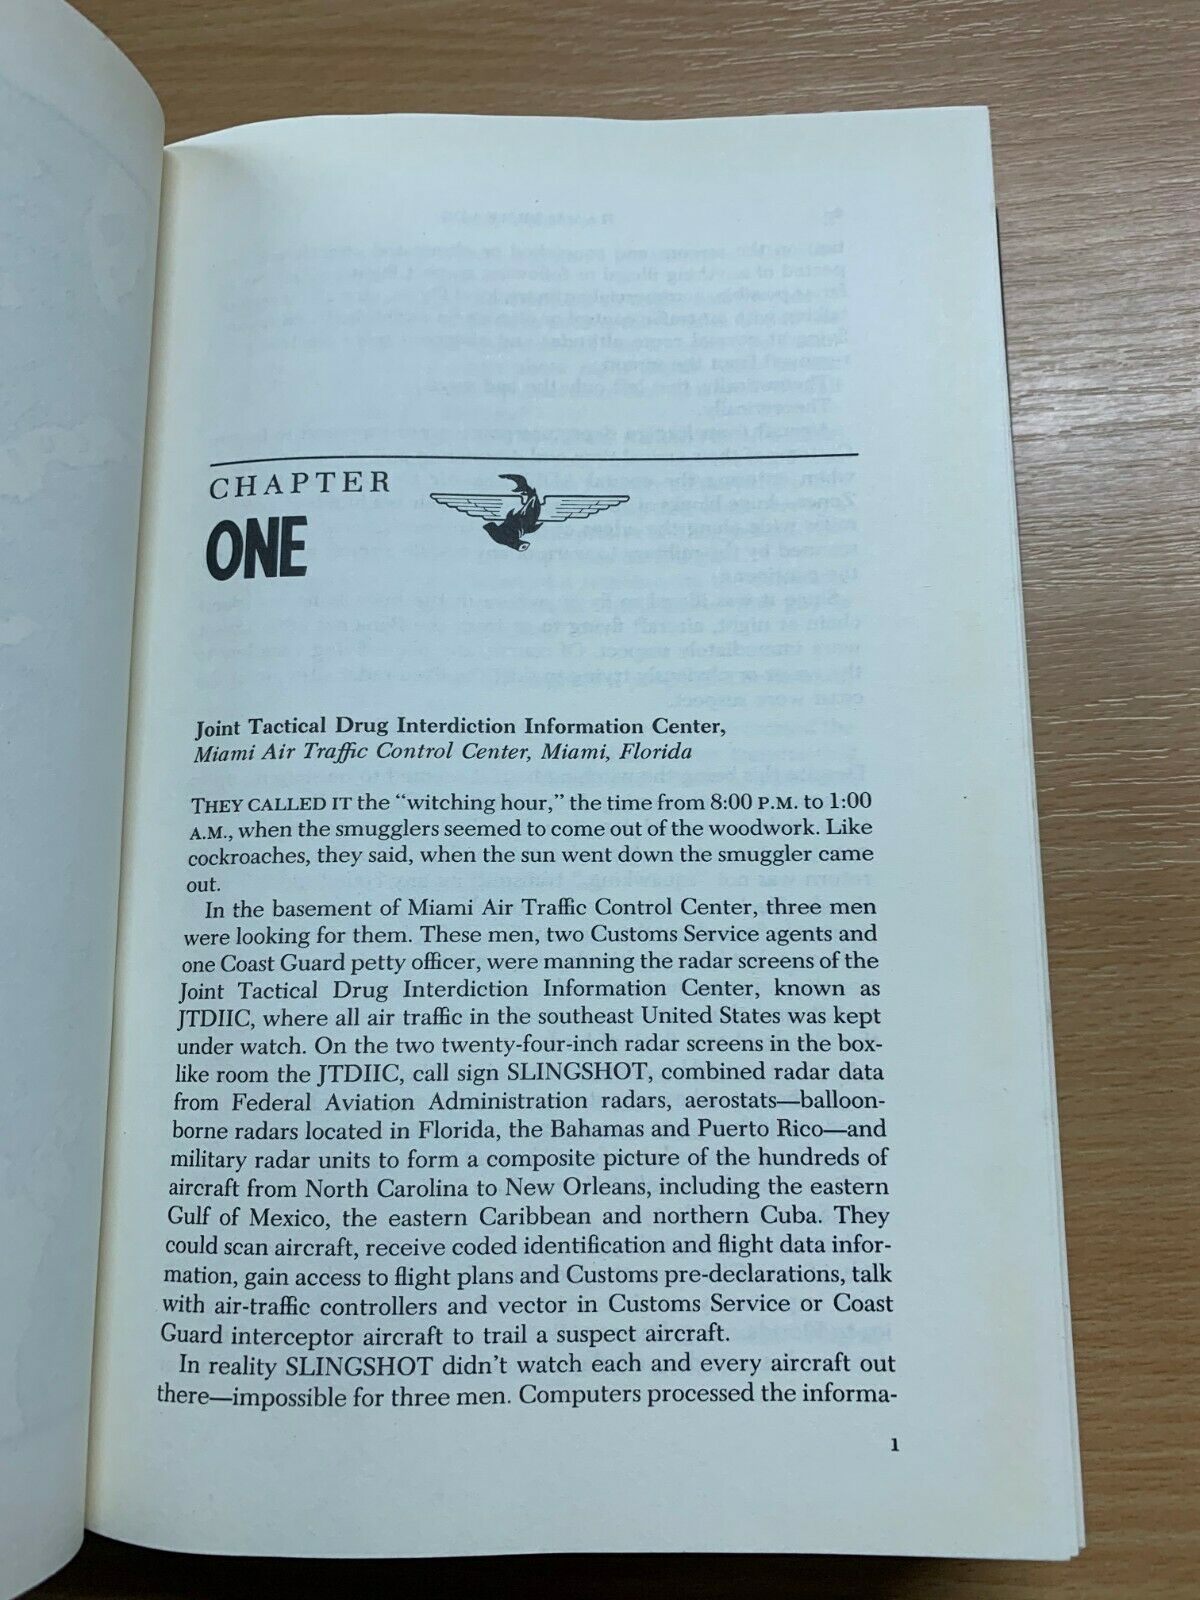 CHAPTER
ONE
Joint Tactical Drug Interdiction Information Center,
Miami Air Traffic Control Center, Miami, Florida
THEY CALLED IT the “witching hour,” the time from 8:00 P.M. to 1:00
A.M., when the smugglers seemed to come out of the woodwork. Like
cockroaches, they said, when the sun went down the smuggler came
out.
In the basement of Miami Air Traffic Control Center, three men
were looking for them. These men, two Customs Service agents and
one Coast Guard petty officer, were manning the radar screens of the
Joint Tactical Drug Interdiction Information Center, known as
JTDIIC, where all air traffic in the southeast United States was kept
under watch. On the two twenty-four-inch radar screens in the box-
like room the JTDIIC, call sign SLINGSHOT, combined radar data
from Federal Aviation Administration radars, aerostats—balloon-
borne radars located in Florida, the Bahamas and Puerto Rico—and
military radar units to form a composite picture of the hundreds of
aircraft from North Carolina to New Orleans, including the eastern
Gulf of Mexico, the eastern Caribbean and northern Cuba. They
could scan aircraft, receive coded identification and flight data infor-
mation, gain access to flight plans and Customs pre-declarations, talk
with air-traffic controllers and vector in Customs Service or Coast
Guard interceptor aircraft to trail a suspect aircraft.
In reality SLINGSHOT didn’t watch each and every aircraft out
there—impossible for three men. Computers processed the informa-
1